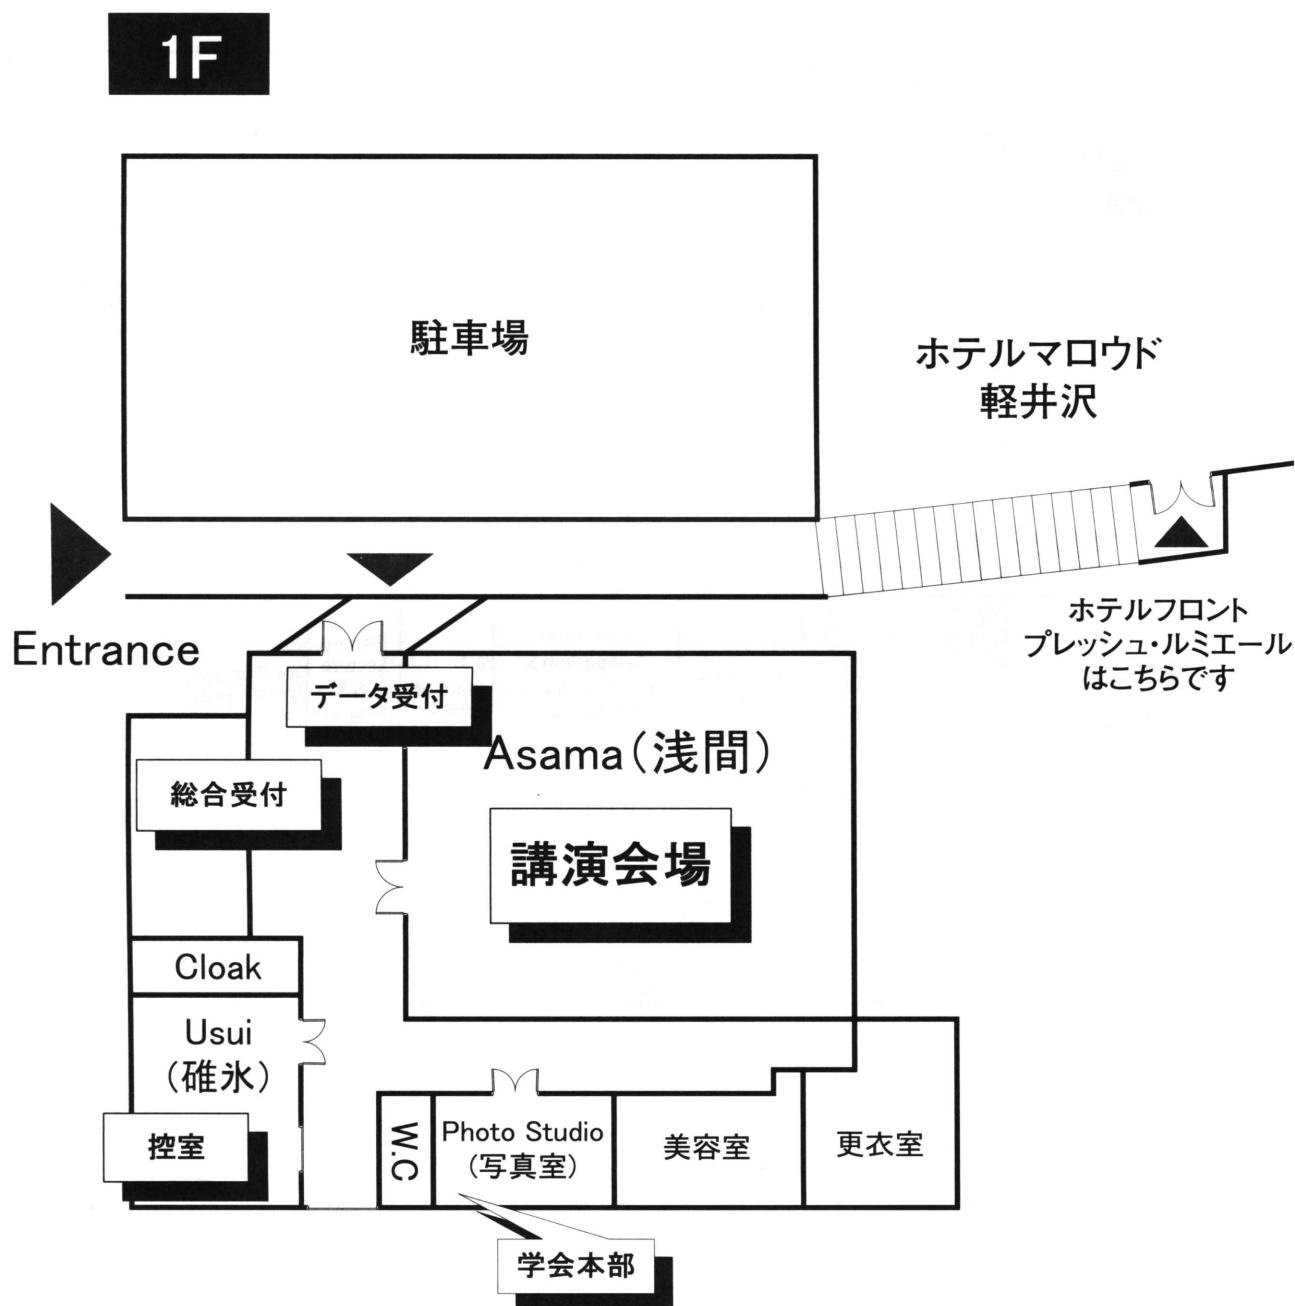 1F
駐車場
ホテルマロウド
軽井沢
Entrance
ホテルフロント
プレッシュ・ルミエール
はこちらです
データ受付
Asama(浅間)
総合受付
講演会場
Cloak
Usui
(碓氷)
控室
W.C
Photo Studio
(写真室)
美容室
更衣室
学会本部